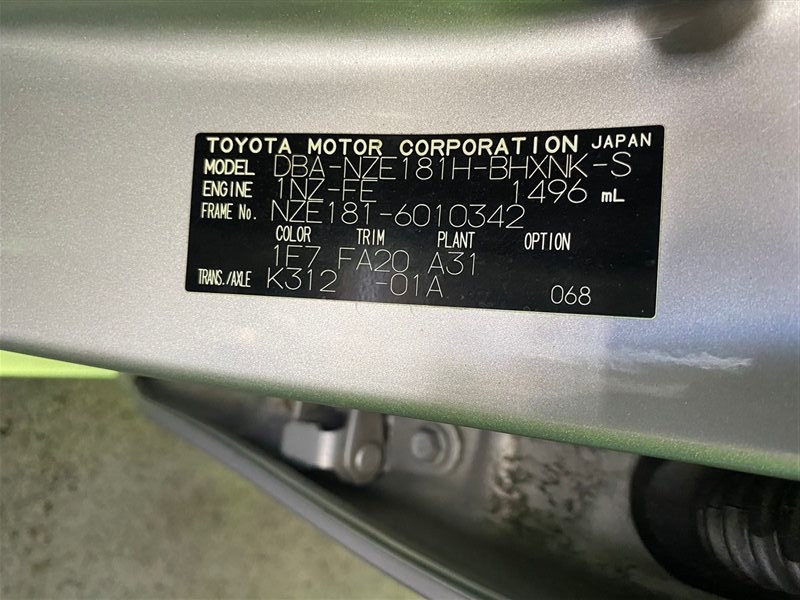 TOYOTA MOTOR CORPORATION JAPAN
MODEL DBA-NZE181H-BHXNK-S
ENGINE 1NZ-FE 1496 mL
FRAME No. NZE181-6010342
COLOR TRIM PLANT OPTION
1F7 FA20 A31
TRANS./AXLE K312 -01A
068